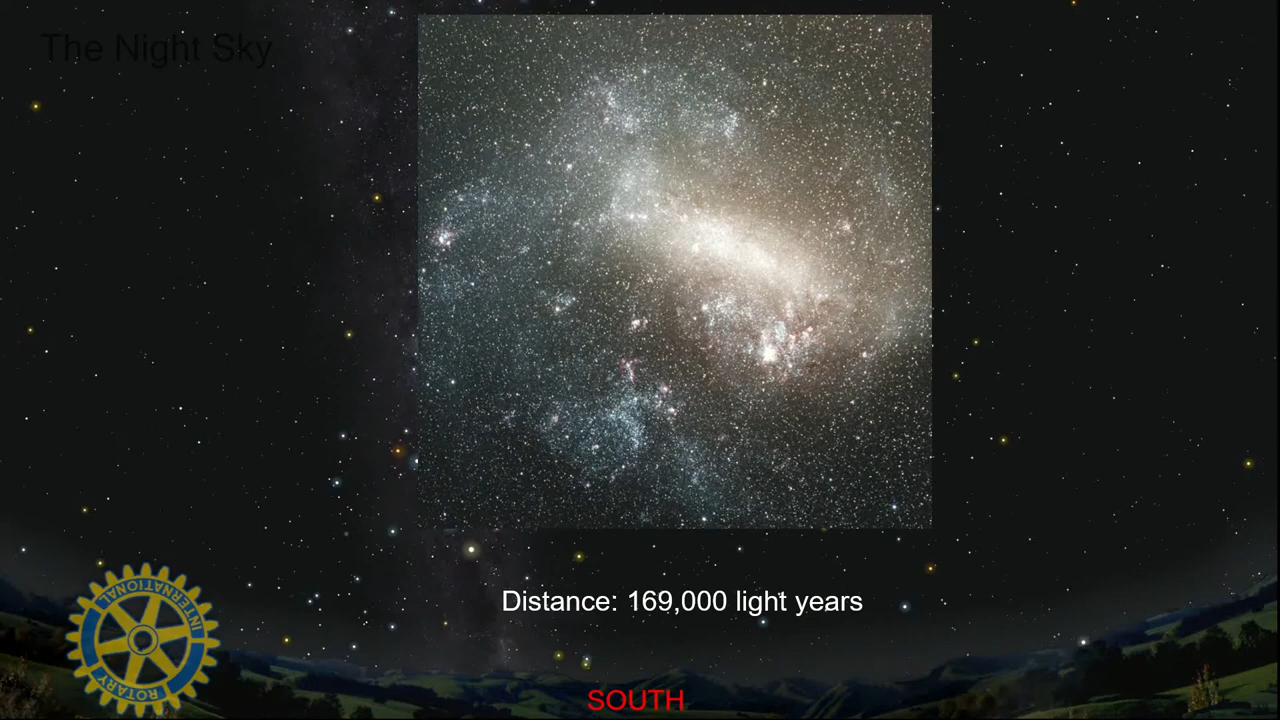 The Night Sky
Distance: 169,000 light years
ROTARY
INTERNATIONAL
SOUTH